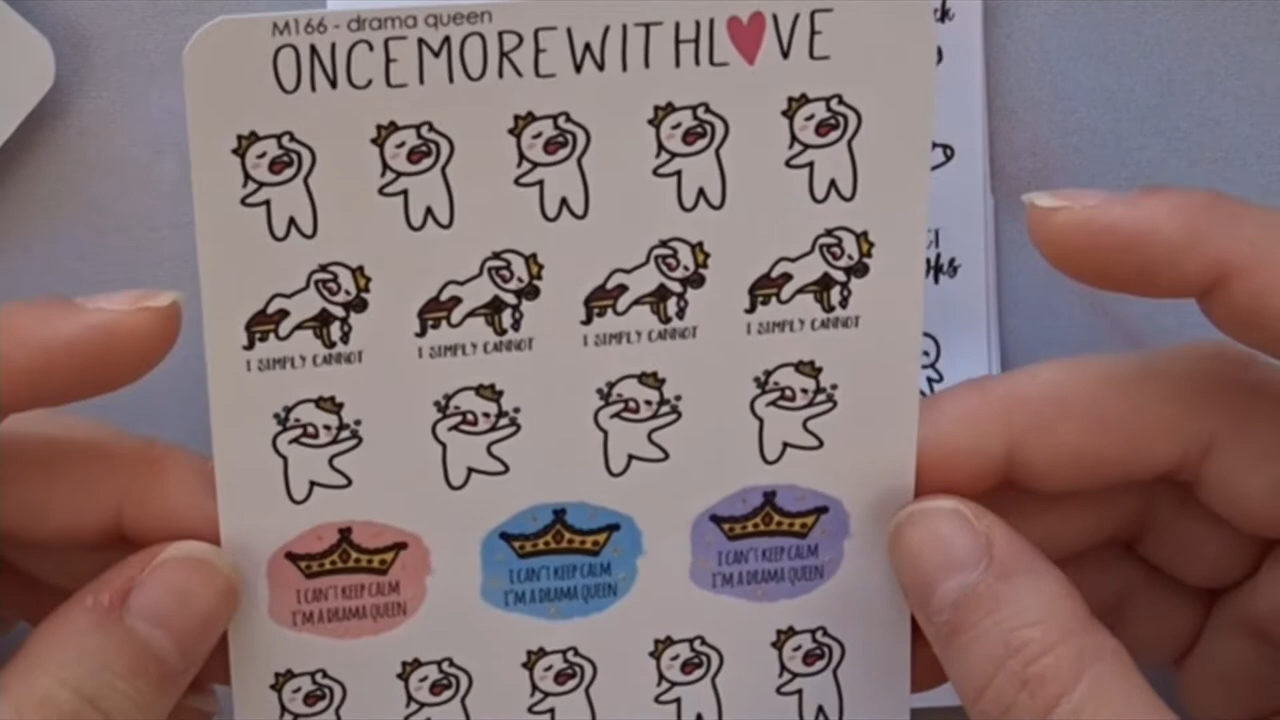 M166 - drama queen
ONCEMOREWITHLOVE
I SIMPLY CANNOT
I SIMPLY CANNOT
I SIMPLY CANNOT
I SIMPLY CANNOT
I CAN'T KEEP CALM
I'M A DRAMA QUEEN
I CAN'T KEEP CALM
I'M A DRAMA QUEEN
I CAN'T KEEP CALM
I'M A DRAMA QUEEN